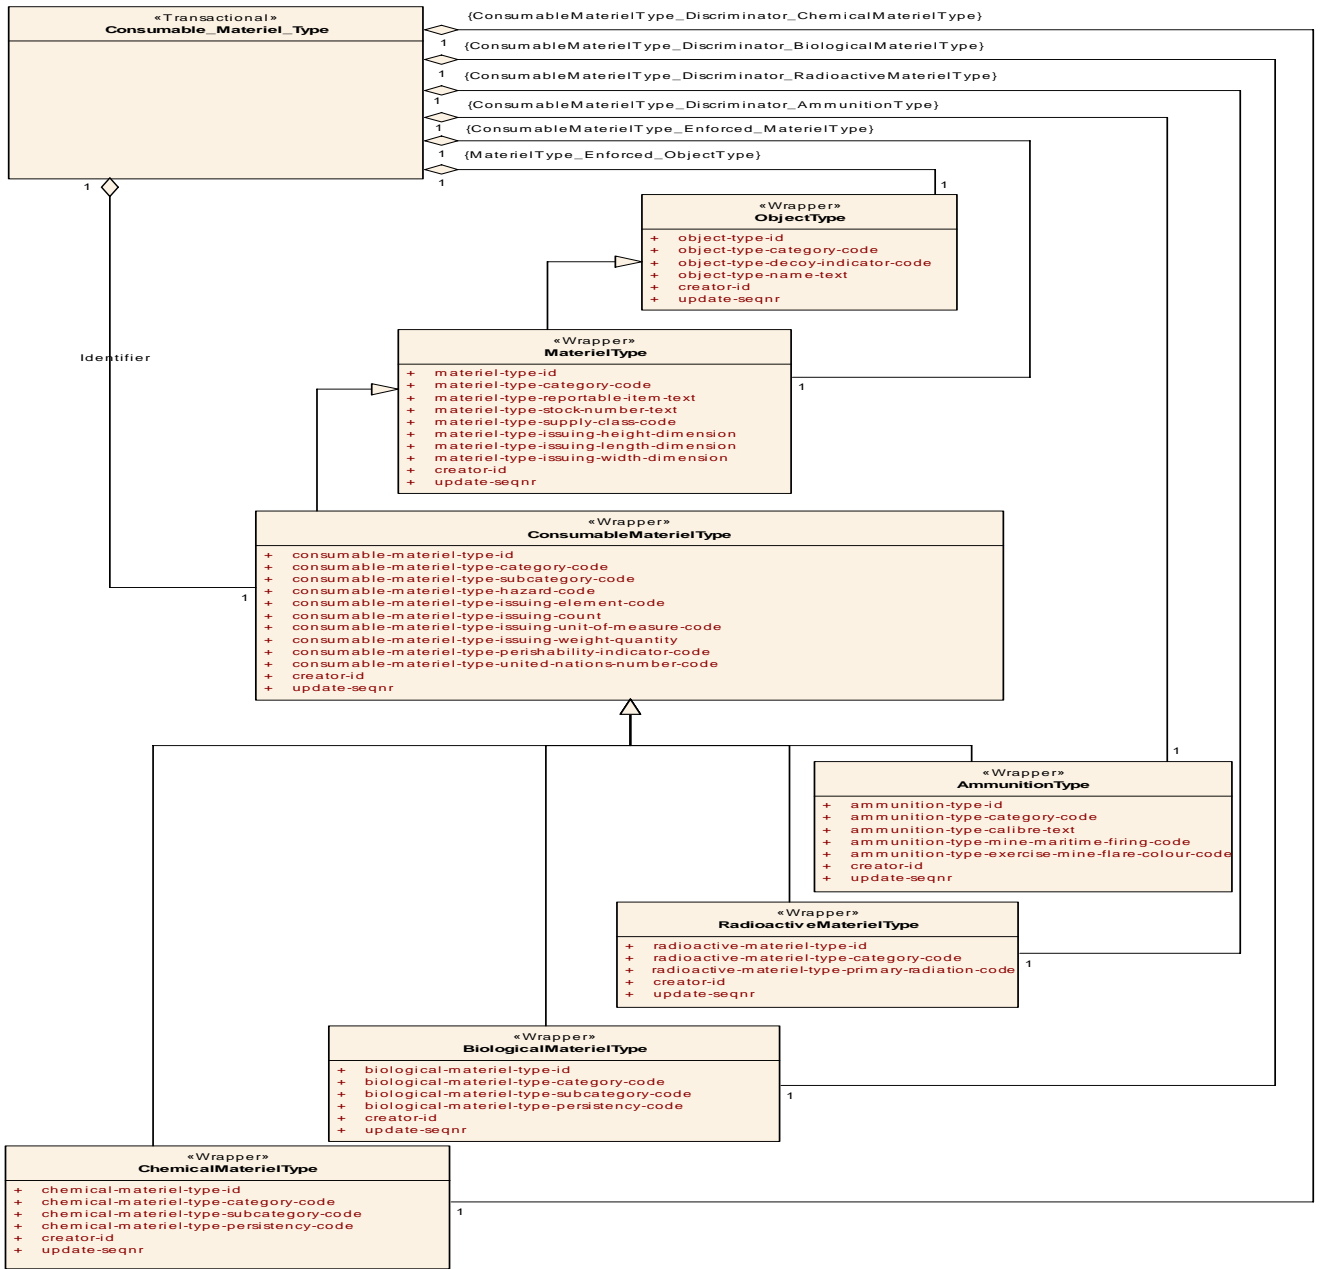 «Transactional»
Consumable_Materiel_Type
{ConsumableMaterielType_Discriminator_ChemicalMaterielType}
1
{ConsumableMaterielType_Discriminator_BiologicalMaterielType}
1
{ConsumableMaterielType_Discriminator_RadioactiveMaterielType}
1
{ConsumableMaterielType_Discriminator_AmmunitionType}
1
{ConsumableMaterielType_Enforced_MaterielType}
1
{MaterielType_Enforced_ObjectType}
1
1
1
«Wrapper»
ObjectType
+ object-type-id
+ object-type-category-code
+ object-type-decoy-indicator-code
+ object-type-name-text
+ creator-id
+ update-seqnr
Identifier
«Wrapper»
MaterielType
+ materiel-type-id
+ materiel-type-category-code
+ materiel-type-reportable-item-text
+ materiel-type-stock-number-text
+ materiel-type-supply-class-code
+ materiel-type-issuing-height-dimension
+ materiel-type-issuing-length-dimension
+ materiel-type-issuing-width-dimension
+ creator-id
+ update-seqnr
1
«Wrapper»
ConsumableMaterielType
+ consumable-materiel-type-id
+ consumable-materiel-type-category-code
+ consumable-materiel-type-subcategory-code
+ consumable-materiel-type-hazard-code
+ consumable-materiel-type-issuing-element-code
+ consumable-materiel-type-issuing-count
+ consumable-materiel-type-issuing-unit-of-measure-code
+ consumable-materiel-type-issuing-weight-quantity
+ consumable-materiel-type-perishability-indicator-code
+ consumable-materiel-type-united-nations-number-code
+ creator-id
+ update-seqnr
1
1
«Wrapper»
AmmunitionType
+ ammunition-type-id
+ ammunition-type-category-code
+ ammunition-type-calibre-text
+ ammunition-type-mine-maritime-firing-code
+ ammunition-type-exercise-mine-flare-colour-code
+ creator-id
+ update-seqnr
«Wrapper»
RadioactiveMaterielType
+ radioactive-materiel-type-id
+ radioactive-materiel-type-category-code
+ radioactive-materiel-type-primary-radiation-code
+ creator-id
+ update-seqnr
1
«Wrapper»
BiologicalMaterielType
+ biological-materiel-type-id
+ biological-materiel-type-category-code
+ biological-materiel-type-subcategory-code
+ biological-materiel-type-persistency-code
+ creator-id
+ update-seqnr
1
«Wrapper»
ChemicalMaterielType
+ chemical-materiel-type-id
+ chemical-materiel-type-category-code
+ chemical-materiel-type-subcategory-code
+ chemical-materiel-type-persistency-code
+ creator-id
+ update-seqnr
1